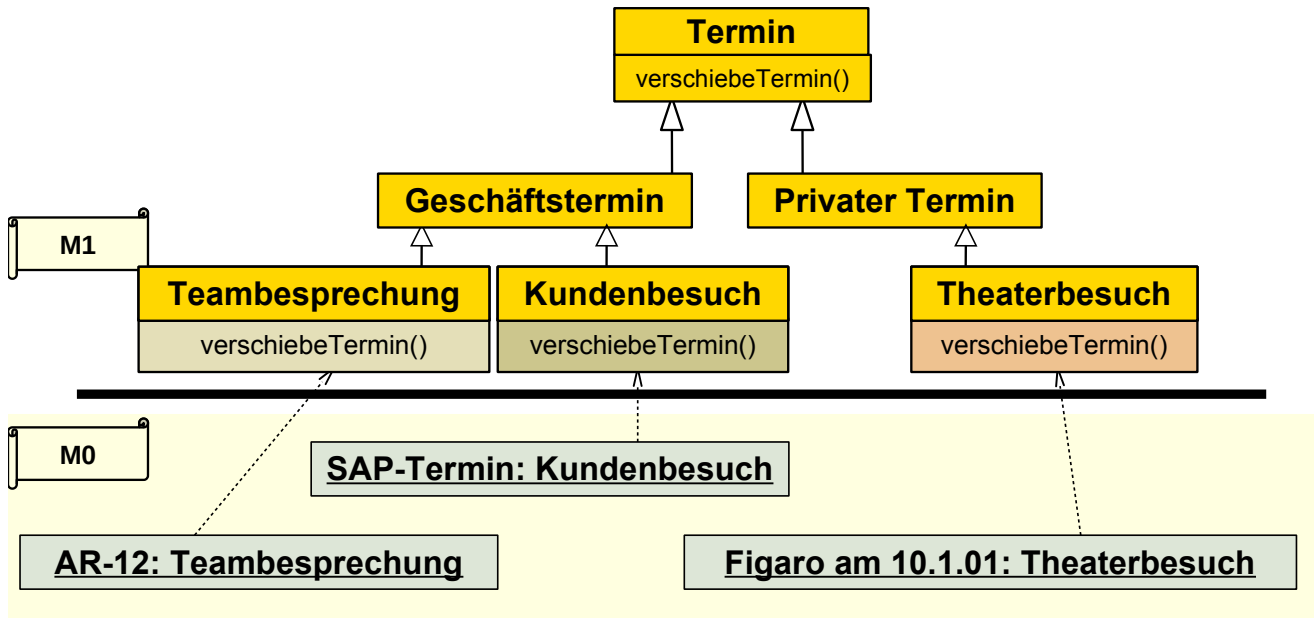 Termin
verschiebeTermin()
Geschäftstermin
Privater Termin
M1
Teambesprechung
Kundenbesuch
Theaterbesuch
verschiebeTermin()
verschiebeTermin()
verschiebeTermin()
M0
SAP-Termin: Kundenbesuch
AR-12: Teambesprechung
Figaro am 10.1.01: Theaterbesuch